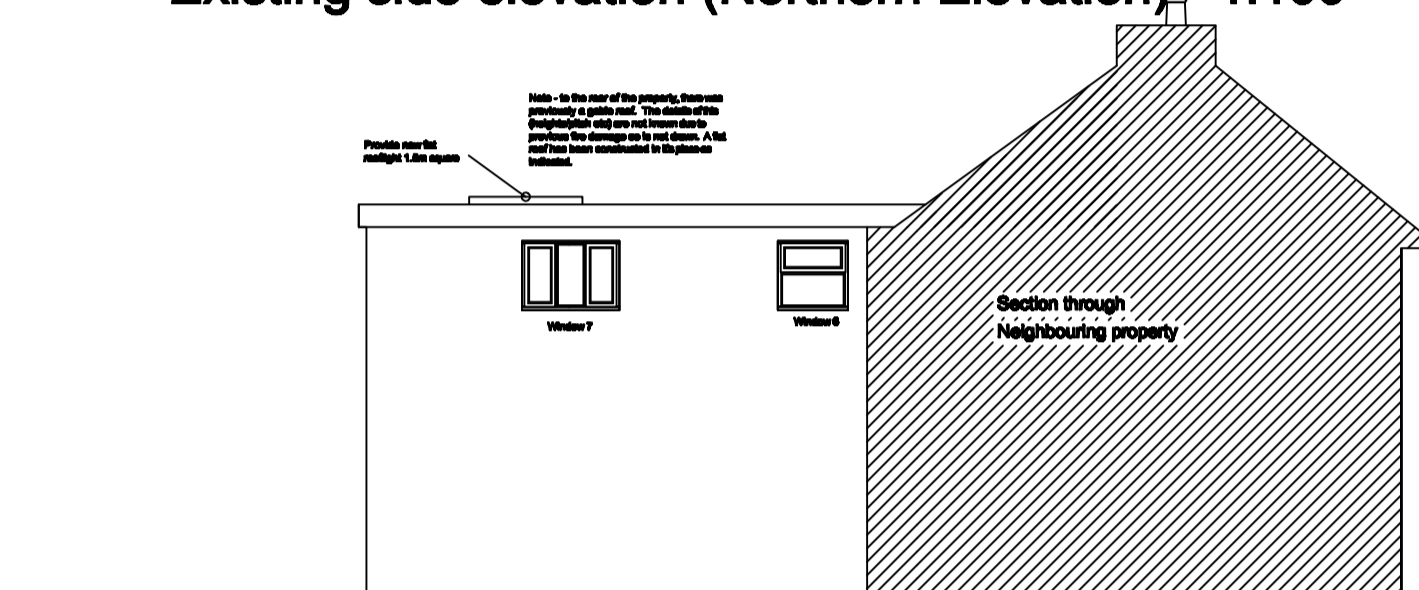 Existing side elevation (Northern Elevation) - 1:100
Note - to the rear of the property, there was
previously a gable roof. The details of this
(heights/pitch etc) are not known due to
previous fire damage so is not drawn. A flat
roof has been constructed in its place as
indicated.
Provide new flat
rooflight 1.5m square
Window 7
Window 6
Section through
Neighbouring property